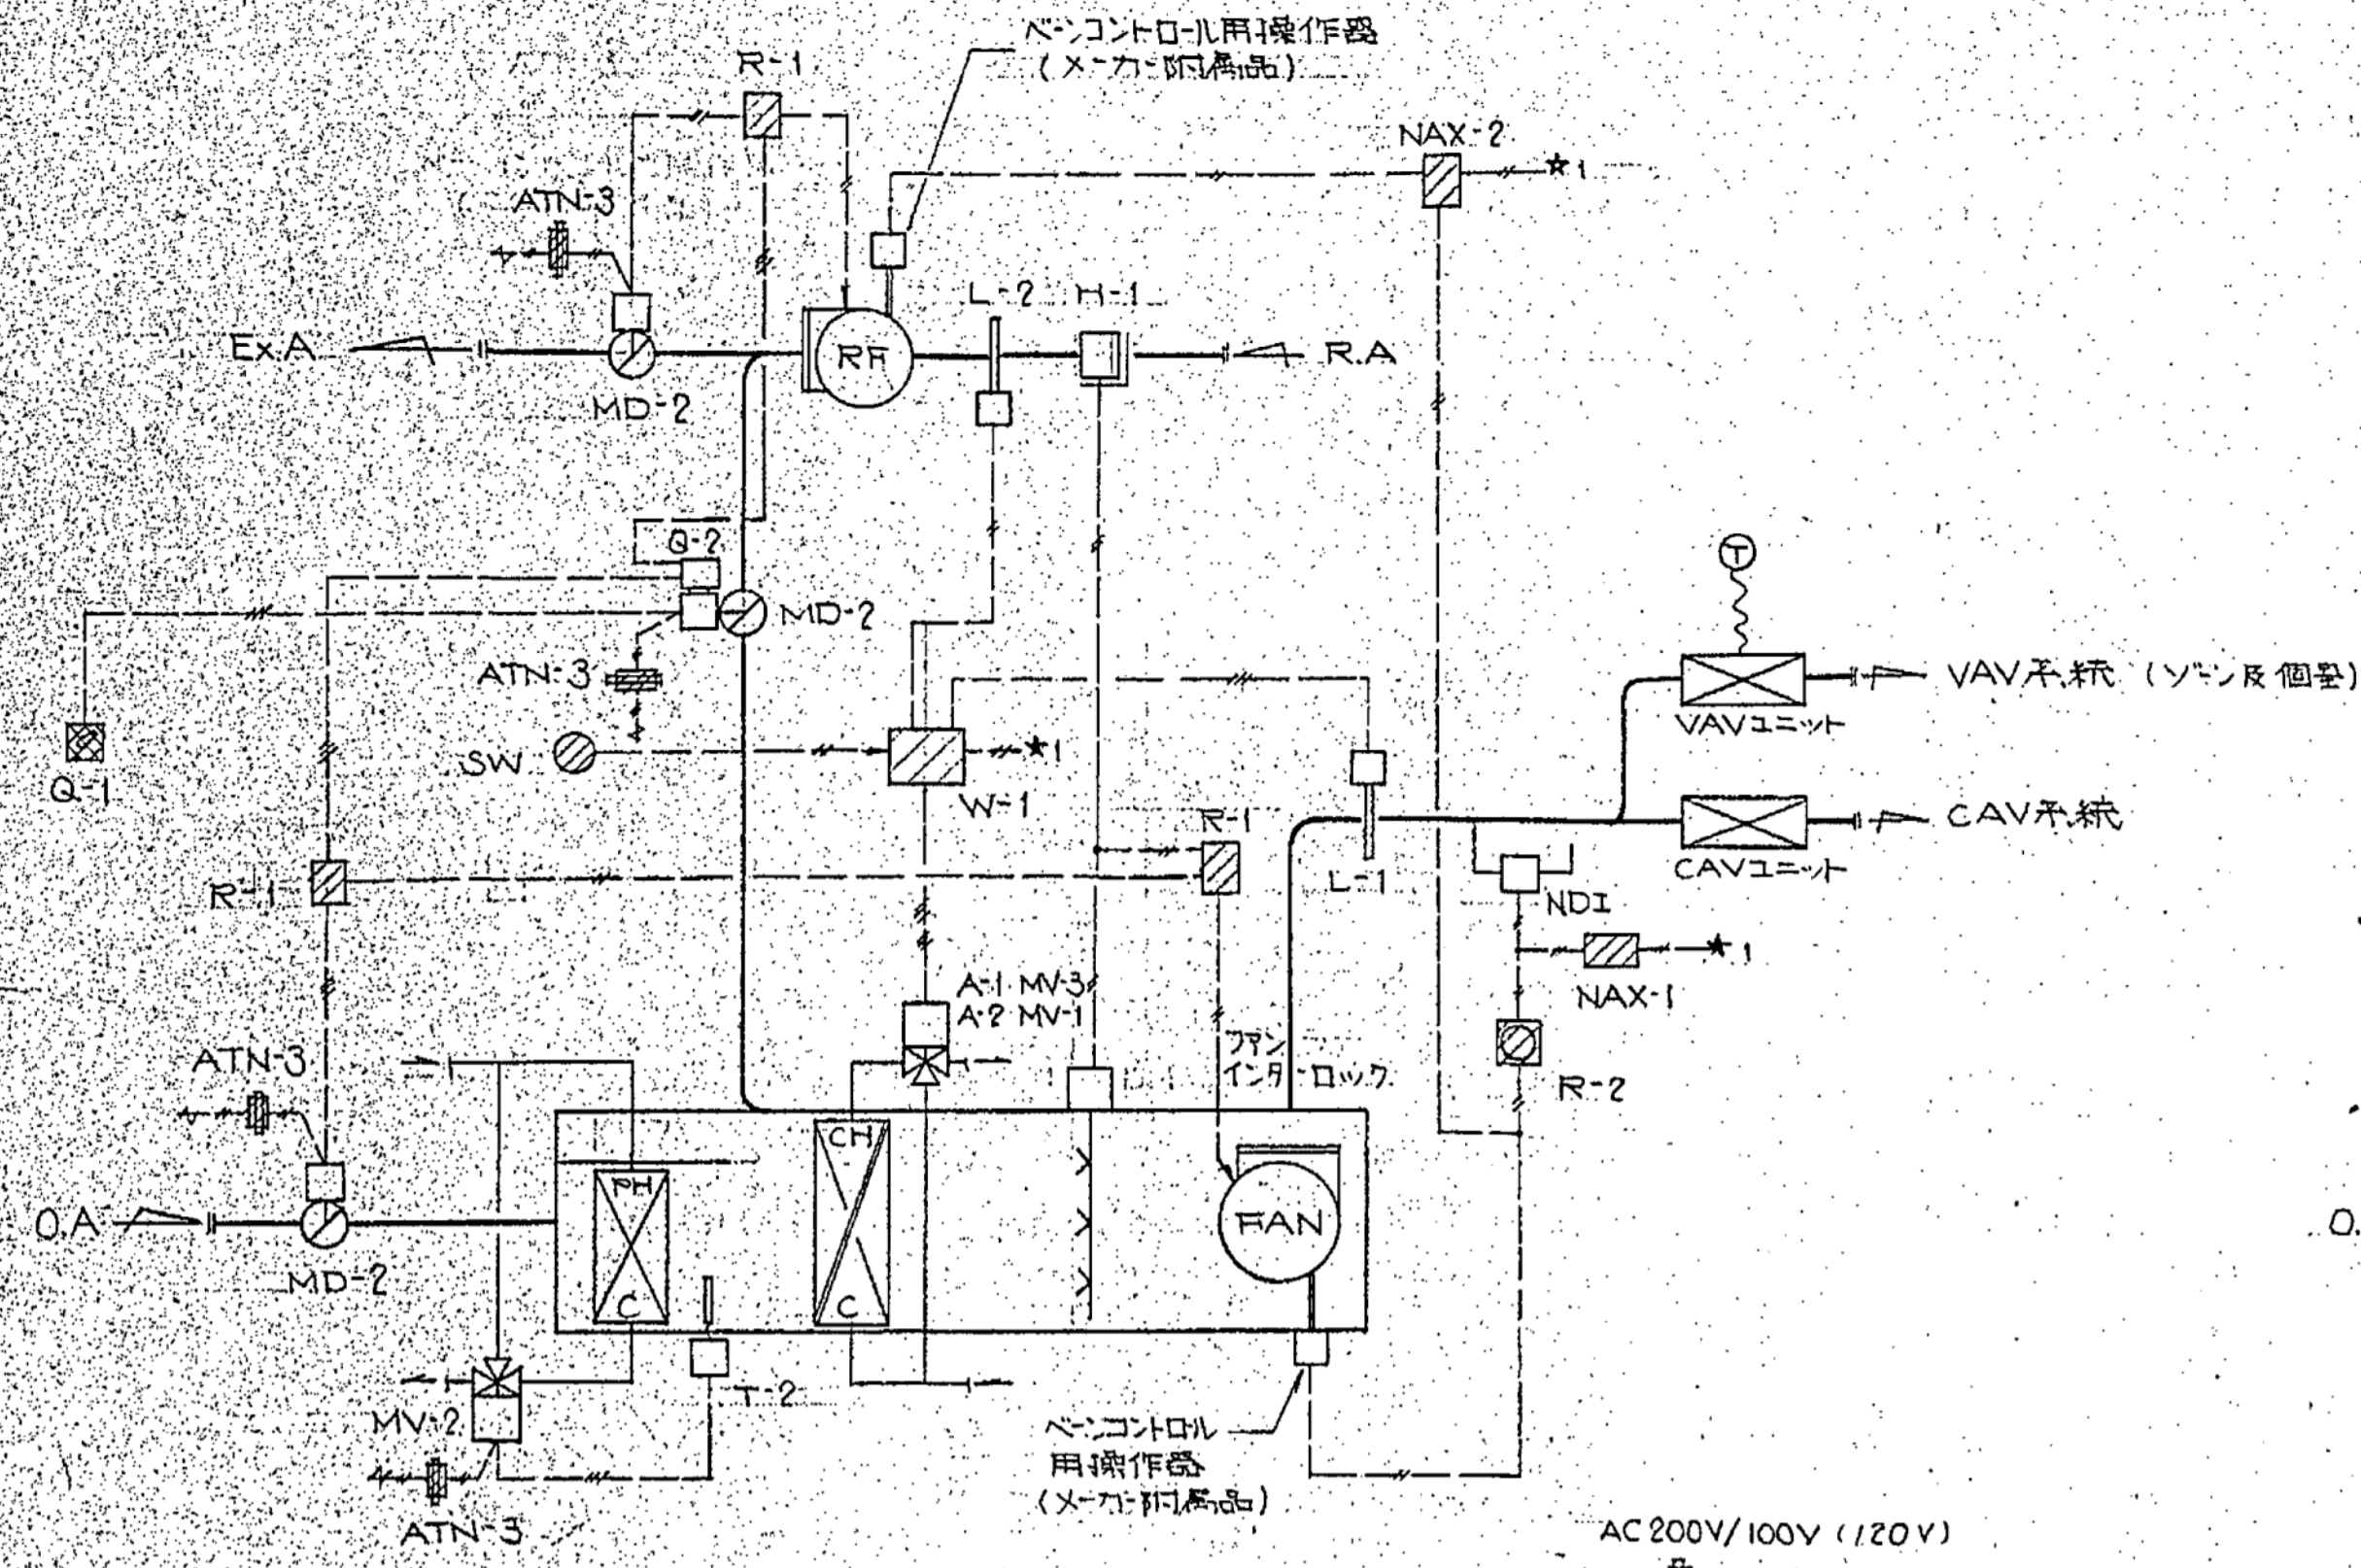 ベーンコントロール用操作器
(メーカー附属品)
R-1
NAX-2
☆1
ATN-3
L-2
H-1
Ex.A
RF
R.A
MD-2
Q-2
MD-2
T
ATN-3
VAV系統 (ゾーン及個室)
VAVユニット
SW
★1
Q-1
W-1
R-1
CAV系統
R-1
L-1
CAVユニット
NDI
★1
NAX-1
A-1 MV-3
A-2 MV-1
ファン
インターロック
ATN-3
R-2
CH
PH
O.A
FAN
O.
MD-2
C
C
T-2
MV-2
ベーンコントロール
用操作器
(メーカー附属品)
ATN-3
AC200V/100V (120V)